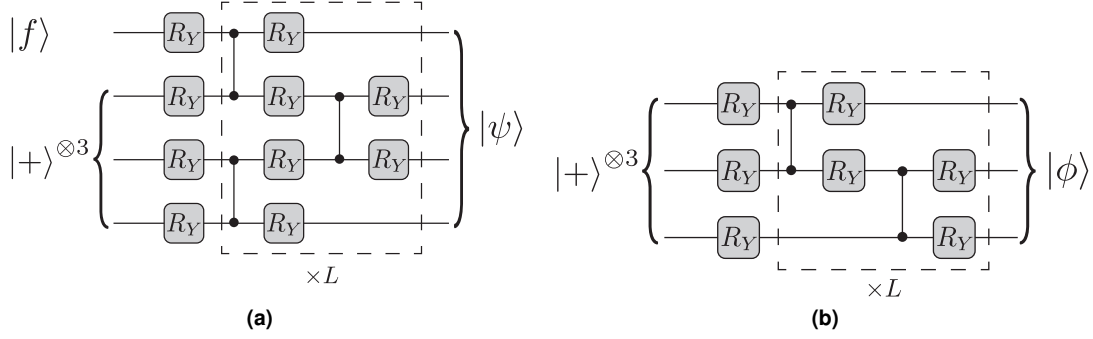 |f⟩ R_Y R_Y
R_Y R_Y R_Y
|+⟩^{⊗3} R_Y R_Y R_Y |ψ⟩
R_Y R_Y
×L
(a)
R_Y R_Y
|+⟩^{⊗3} R_Y R_Y R_Y |ϕ⟩
R_Y R_Y
×L
(b)